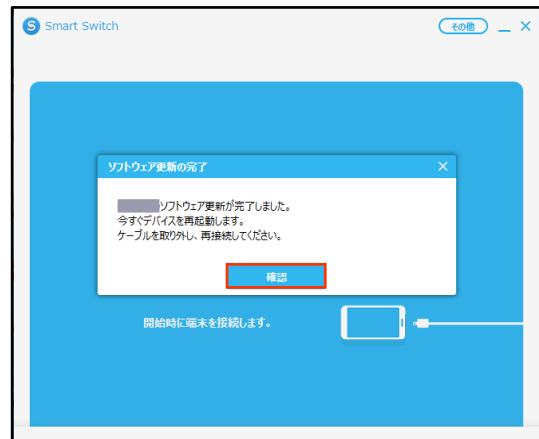 S Smart Switch
その他
ソフトウェア更新の完了
ソフトウェア更新が完了しました。
今すぐデバイスを再起動します。
ケーブルを取り外し、再接続してください。
確認
開始時に端末を接続します。